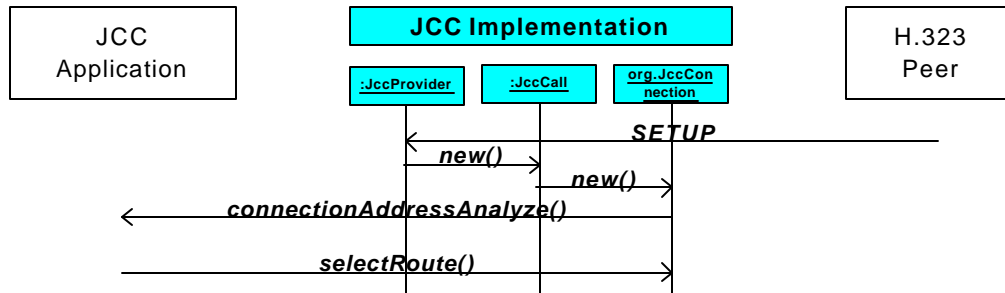 JCC
Application
JCC Implementation
H.323
Peer
:JccProvider
:JccCall
org.JccCon
nection
SETUP
new()
new()
connectionAddressAnalyze()
selectRoute()